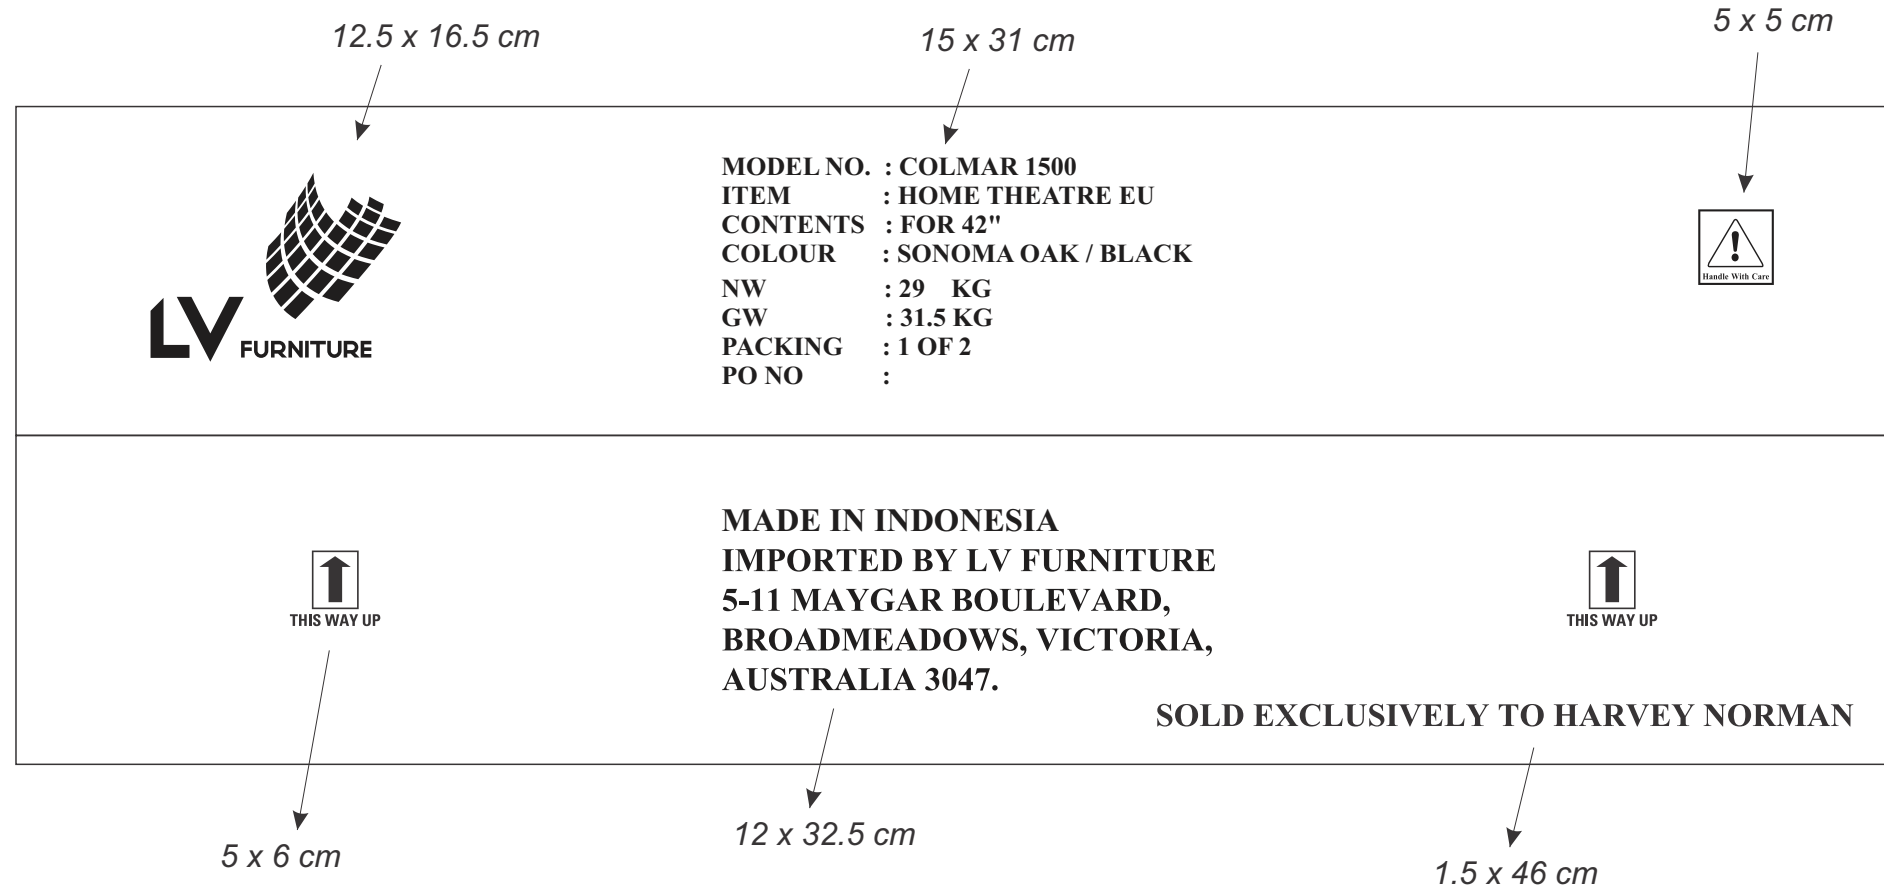 12.5 x 16.5 cm
15 x 31 cm
5 x 5 cm
LV FURNITURE
MODEL NO. : COLMAR 1500
ITEM : HOME THEATRE EU
CONTENTS : FOR 42"
COLOUR : SONOMA OAK / BLACK
NW : 29 KG
GW : 31.5 KG
PACKING : 1 OF 2
PO NO :
!
Handle With Care
THIS WAY UP
MADE IN INDONESIA
IMPORTED BY LV FURNITURE
5-11 MAYGAR BOULEVARD,
BROADMEADOWS, VICTORIA,
AUSTRALIA 3047.
THIS WAY UP
SOLD EXCLUSIVELY TO HARVEY NORMAN
5 x 6 cm
12 x 32.5 cm
1.5 x 46 cm